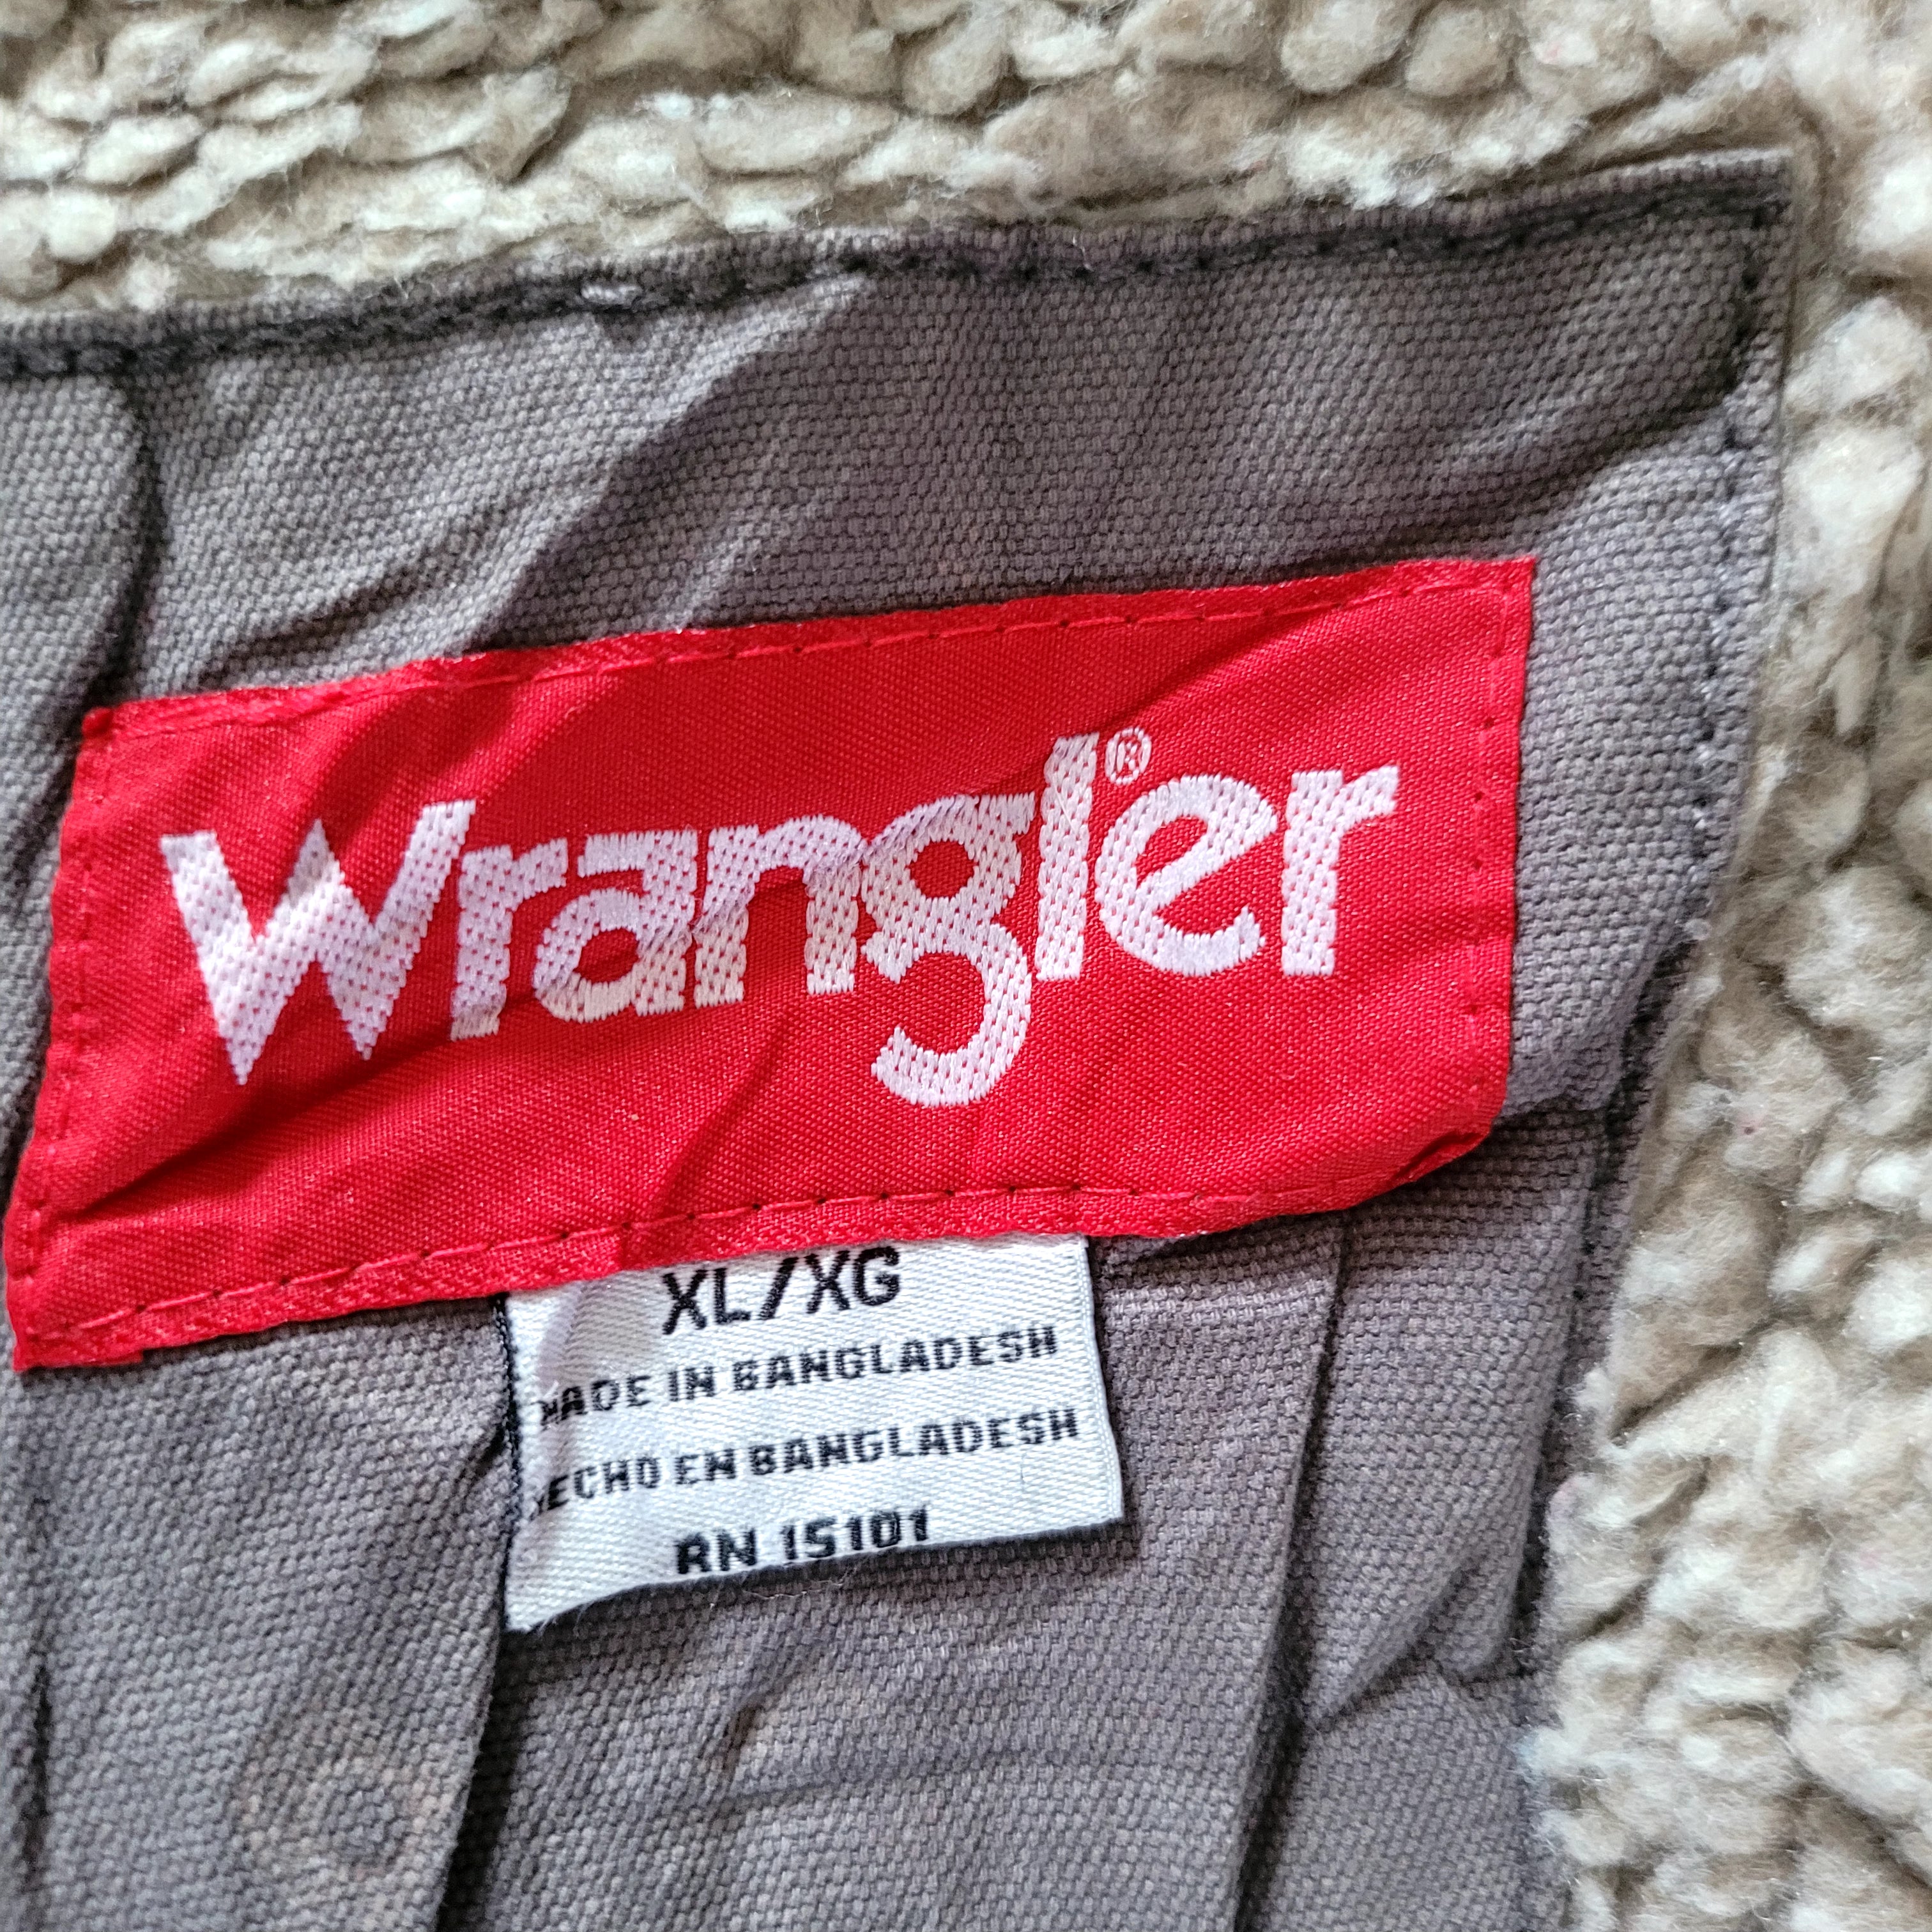 Wrangler®
XL/XG
MADE IN BANGLADESH
HECHO EN BANGLADESH
RN 15101